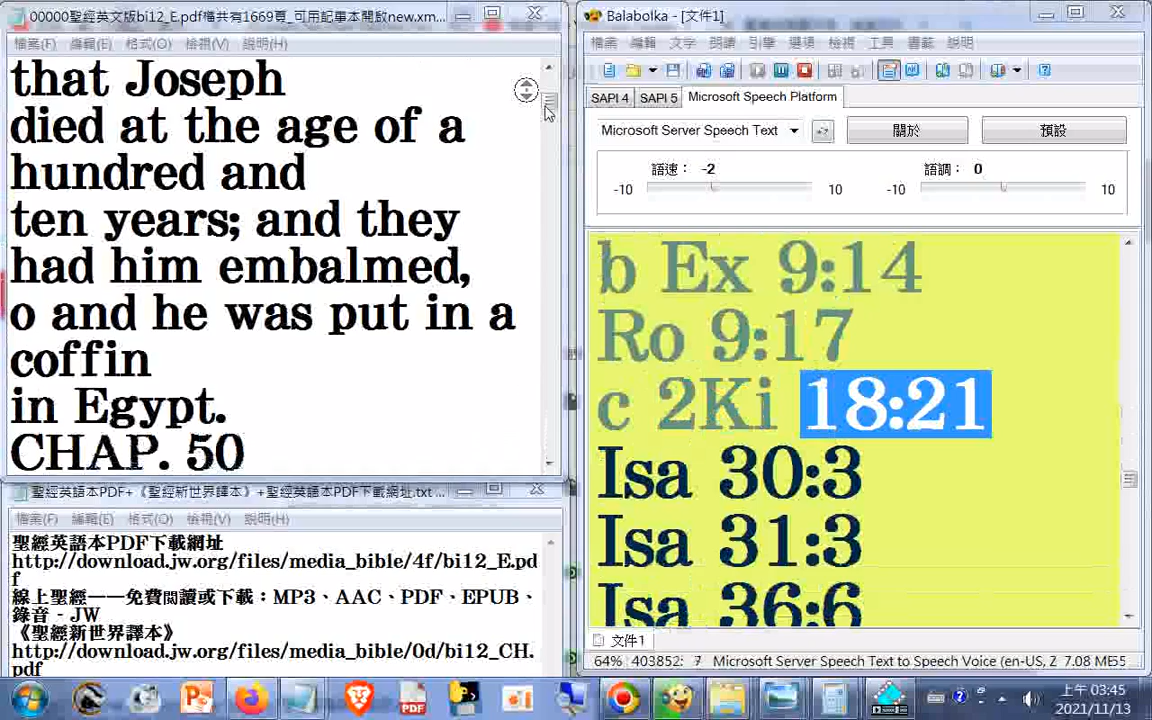 00000聖經英文版bi12_E.pdf檔共有1669頁_可用記事本開啟new.xm...
檔案(F) 編輯(E) 格式(O) 檢視(V) 說明(H)
that Joseph
died at the age of a
hundred and
ten years; and they
had him embalmed,
o and he was put in a
coffin
in Egypt.
CHAP. 50
聖經英語本PDF+《聖經新世界譯本》+聖經英語本PDF下載網址.txt ...
檔案(F) 編輯(E) 格式(O) 檢視(V) 說明(H)
聖經英語本PDF下載網址
http://download.jw.org/files/media_bible/4f/bi12_E.pd
f
線上聖經——免費閱讀或下載：MP3、AAC、PDF、EPUB、
錄音 - JW
《聖經新世界譯本》
http://download.jw.org/files/media_bible/0d/bi12_CH.
pdf
Balabolka - [文件1]
檔案 編輯 文字 朗讀 引擎 選項 檢視 工具 書籤 說明
SAPI 4 SAPI 5 Microsoft Speech Platform
Microsoft Server Speech Text 關於 預設
語速： -2 語調： 0
-10 10 -10 10
b Ex 9:14
Ro 9:17
c 2Ki 18:21
Isa 30:3
Isa 31:3
Isa 36:6
文件1
64% 403852: 7 Microsoft Server Speech Text to Speech Voice (en-US, Z 7.08 MB
上午 03:45
2021/11/13